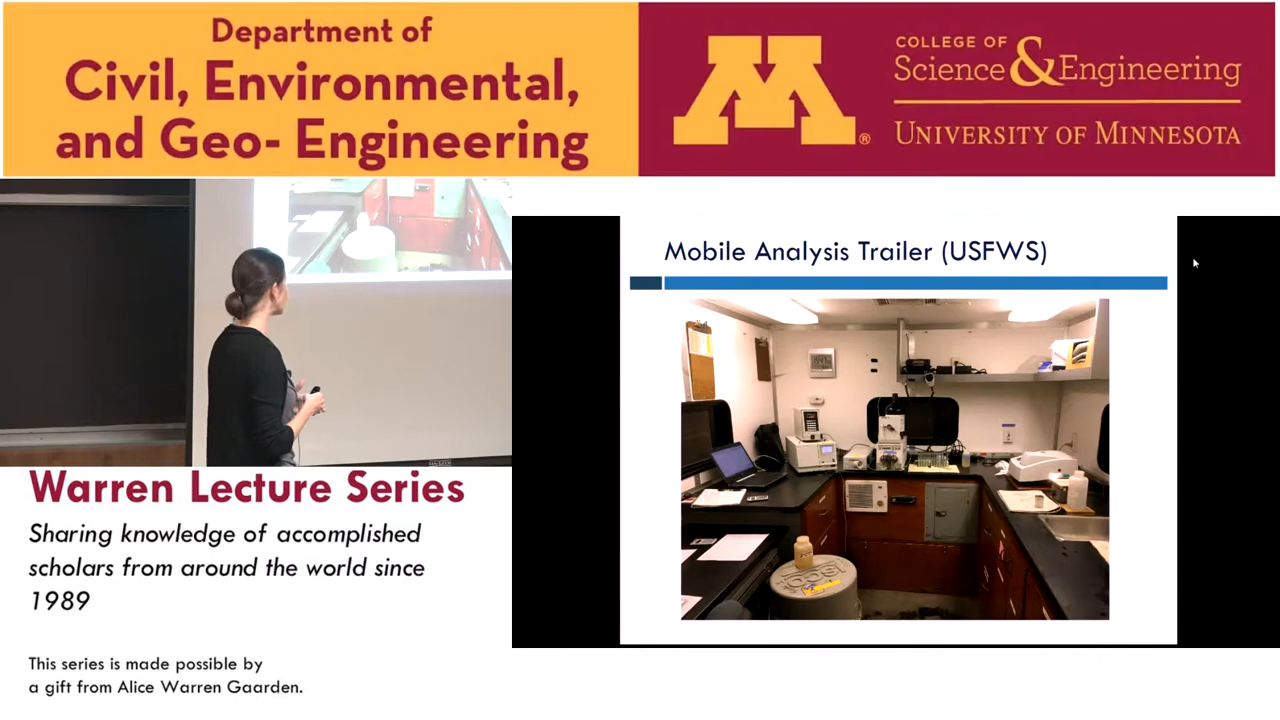 Department of
Civil, Environmental,
and Geo- Engineering
M®
COLLEGE OF
Science & Engineering
UNIVERSITY OF MINNESOTA
Mobile Analysis Trailer (USFWS)
ISCO
Warren Lecture Series
Sharing knowledge of accomplished
scholars from around the world since
1989
This series is made possible by
a gift from Alice Warren Gaarden.